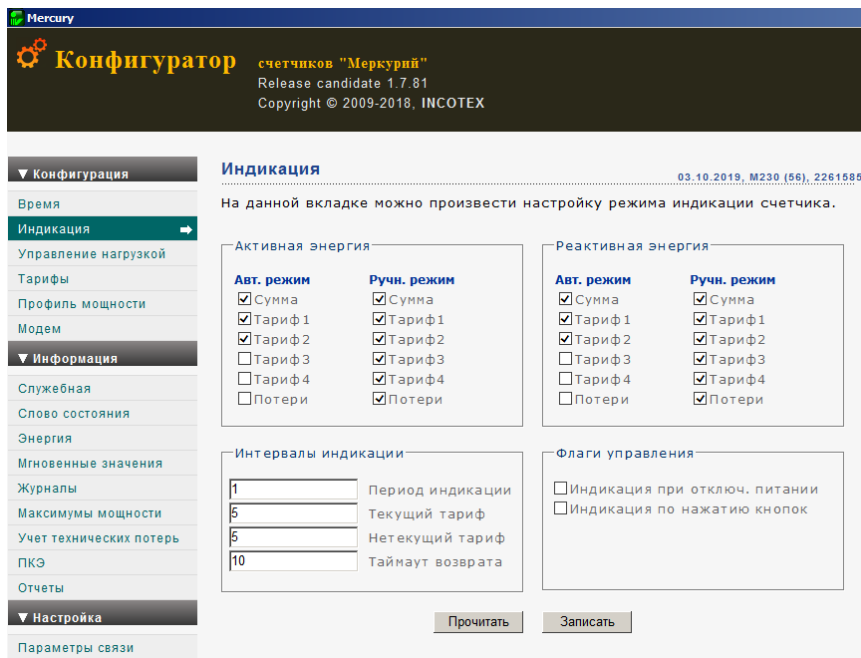 Mercury
Конфигуратор счетчиков "Меркурий"
Release candidate 1.7.81
Copyright © 2009-2018, INCOTEX
▼ Конфигурация
Время
Индикация
Управление нагрузкой
Тарифы
Профиль мощности
Модем
▼ Информация
Служебная
Слово состояния
Энергия
Мгновенные значения
Журналы
Максимумы мощности
Учет технических потерь
ПКЭ
Отчеты
▼ Настройка
Параметры связи
Индикация
03.10.2019, M230 (56), 2261585
На данной вкладке можно произвести настройку режима индикации счетчика.
Активная энергия
Авт. режим Ручн. режим
Сумма Сумма
Тариф1 Тариф1
Тариф2 Тариф2
Тариф3 Тариф3
Тариф4 Тариф4
Потери Потери
Реактивная энергия
Авт. режим Ручн. режим
Сумма Сумма
Тариф1 Тариф1
Тариф2 Тариф2
Тариф3 Тариф3
Тариф4 Тариф4
Потери Потери
Интервалы индикации
1 Период индикации
5 Текущий тариф
5 Нетекущий тариф
10 Таймаут возврата
Флаги управления
Индикация при отключ. питании
Индикация по нажатию кнопок
Прочитать Записать